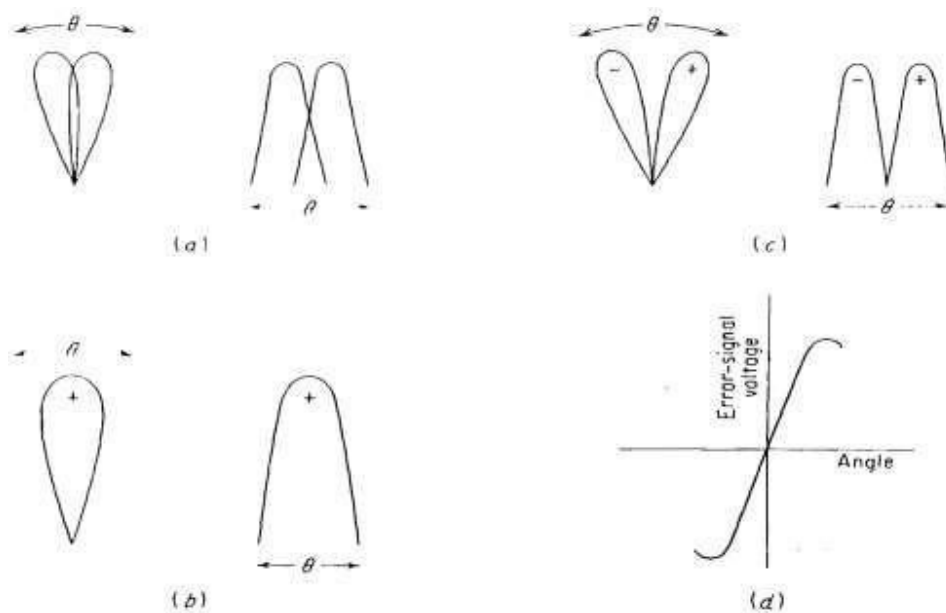 θ
θ
(a)
θ
− +
− +
θ
(c)
+
+
θ
(b)
Error-signal
voltage
Angle
(d)